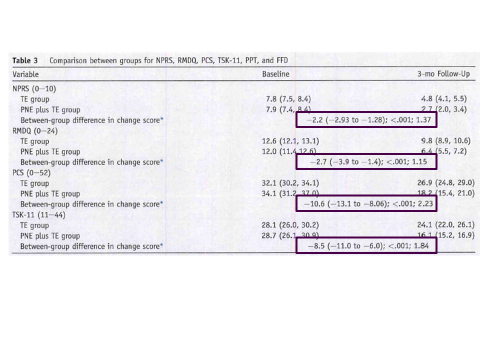 Table 3 Comparison between groups for NPRS, RMDQ, PCS, TSK-11, PPT, and FFD
Variable Baseline 3-mo Follow-Up
NPRS (0–10)
TE group 7.8 (7.5, 8.4) 4.8 (4.1, 5.5)
PNE plus TE group 7.9 (7.4, 8.4) 2.7 (2.0, 3.4)
Between-group difference in change score* −2.2 (−2.93 to −1.28); <.001; 1.37
RMDQ (0–24)
TE group 12.6 (12.1, 13.1) 9.8 (8.9, 10.6)
PNE plus TE group 12.0 (11.4, 12.6) 6.4 (5.5, 7.2)
Between-group difference in change score* −2.7 (−3.9 to −1.4); <.001; 1.15
PCS (0–52)
TE group 32.1 (30.2, 34.1) 26.9 (24.8, 29.0)
PNE plus TE group 34.1 (31.2, 37.0) 18.2 (15.4, 21.0)
Between-group difference in change score* −10.6 (−13.1 to −8.06); <.001; 2.23
TSK-11 (11–44)
TE group 28.1 (26.0, 30.2) 24.1 (22.0, 26.1)
PNE plus TE group 28.7 (26.1, 30.9) 16.1 (15.2, 16.9)
Between-group difference in change score* −8.5 (−11.0 to −6.0); <.001; 1.84